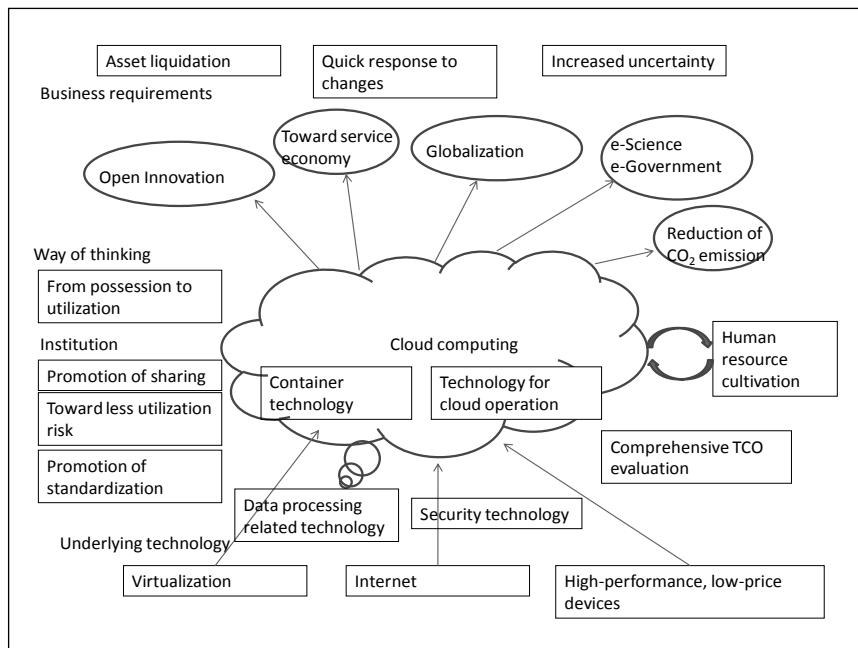 Asset liquidation
Quick response to
changes
Increased uncertainty
Business requirements
Open Innovation
Toward service
economy
Globalization
e-Science
e-Government
Reduction of
CO₂ emission
Way of thinking
From possession to
utilization
Institution
Promotion of sharing
Toward less utilization
risk
Promotion of
standardization
Cloud computing
Container
technology
Technology for
cloud operation
Human
resource
cultivation
Comprehensive TCO
evaluation
Data processing
related technology
Security technology
Underlying technology
Virtualization
Internet
High-performance, low-price
devices